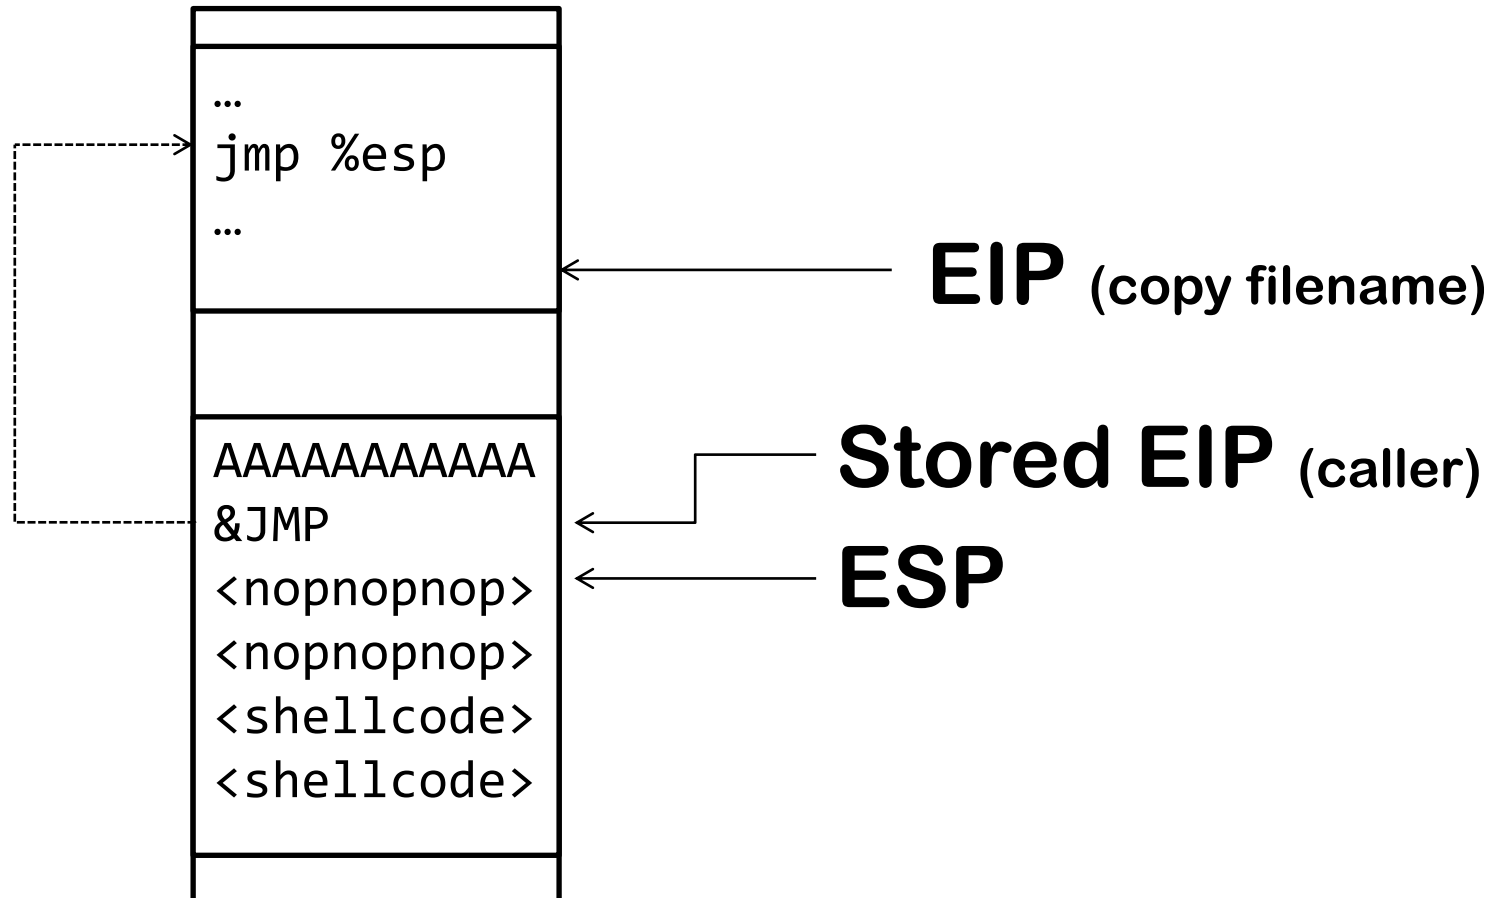 …
jmp %esp
…
EIP (copy filename)
AAAAAAAAAAA
&JMP
<nopnopnop>
<nopnopnop>
<shellcode>
<shellcode>
Stored EIP (caller)
ESP